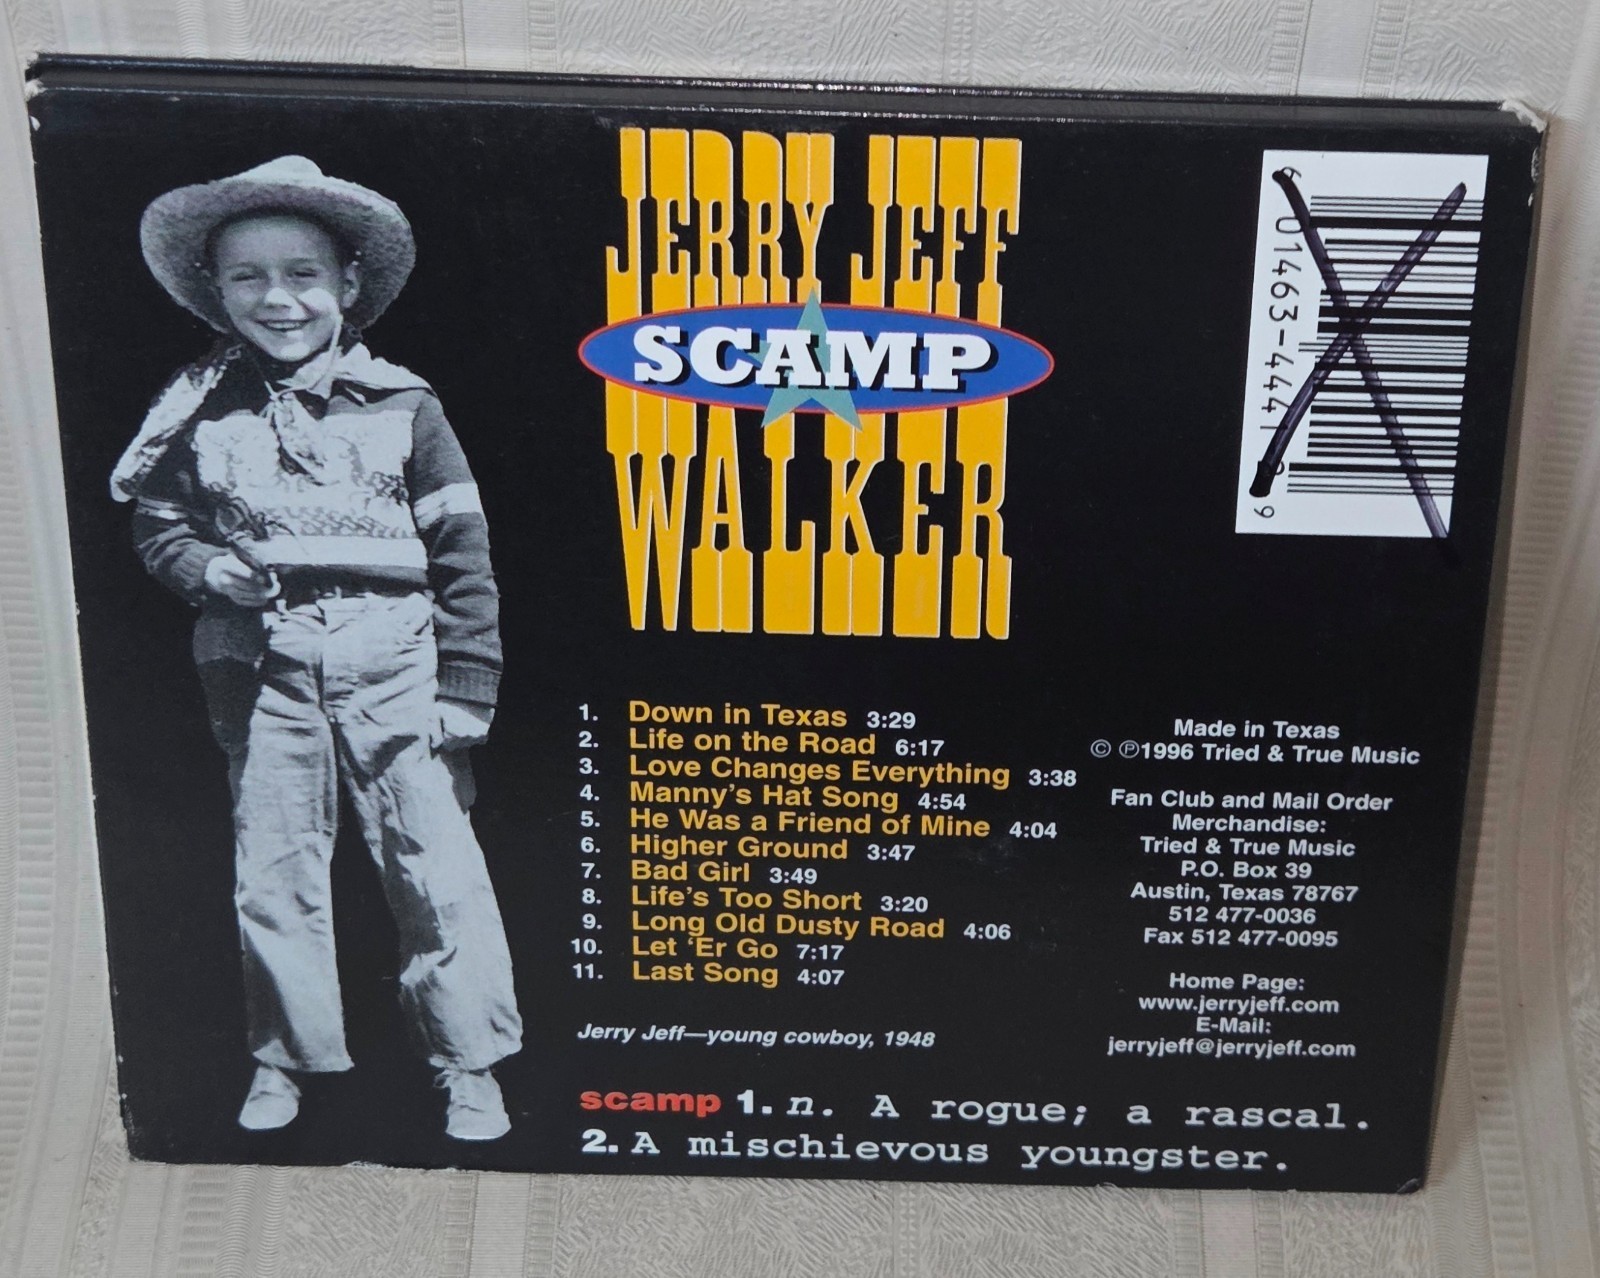 JERRY JEFF
SCAMP
WALKER
6 01463-4441 9
1. Down in Texas 3:29
2. Life on the Road 6:17
3. Love Changes Everything 3:38
4. Manny's Hat Song 4:54
5. He Was a Friend of Mine 4:04
6. Higher Ground 3:47
7. Bad Girl 3:49
8. Life's Too Short 3:20
9. Long Old Dusty Road 4:06
10. Let 'Er Go 7:17
11. Last Song 4:07
Jerry Jeff—young cowboy, 1948
Made in Texas
© ℗1996 Tried & True Music
Fan Club and Mail Order
Merchandise:
Tried & True Music
P.O. Box 39
Austin, Texas 78767
512 477-0036
Fax 512 477-0095
Home Page:
www.jerryjeff.com
E-Mail:
jerryjeff@jerryjeff.com
scamp 1. n. A rogue; a rascal.
2. A mischievous youngster.